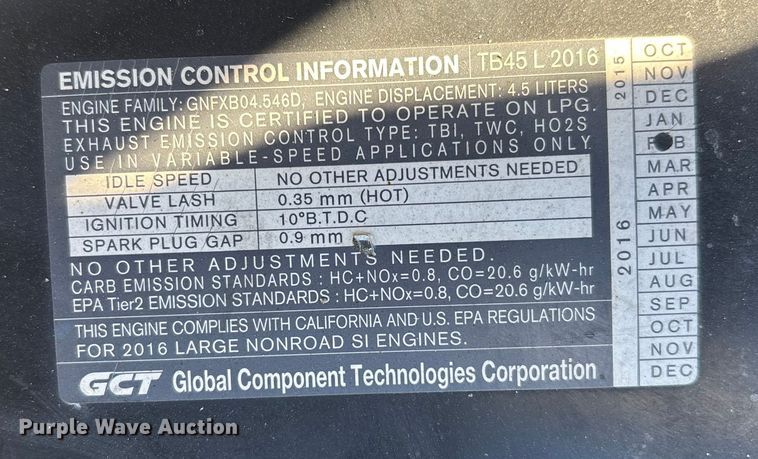 EMISSION CONTROL INFORMATION TB45 L 2016
ENGINE FAMILY: GNFXB04.546D, ENGINE DISPLACEMENT: 4.5 LITERS
THIS ENGINE IS CERTIFIED TO OPERATE ON LPG.
EXHAUST EMISSION CONTROL TYPE: TBI, TWC, HO2S
USE IN VARIABLE-SPEED APPLICATIONS ONLY
IDLE SPEED NO OTHER ADJUSTMENTS NEEDED
VALVE LASH 0.35 mm (HOT)
IGNITION TIMING 10°B.T.D.C
SPARK PLUG GAP 0.9 mm
NO OTHER ADJUSTMENTS NEEDED.
CARB EMISSION STANDARDS : HC+NOx=0.8, CO=20.6 g/kW-hr
EPA Tier2 EMISSION STANDARDS : HC+NOx=0.8, CO=20.6 g/kW-hr
THIS ENGINE COMPLIES WITH CALIFORNIA AND U.S. EPA REGULATIONS
FOR 2016 LARGE NONROAD SI ENGINES.
GCT Global Component Technologies Corporation
2015
OCT
NOV
DEC
2016
JAN
MAR
APR
MAY
JUN
JUL
AUG
SEP
OCT
NOV
DEC
Purple Wave Auction